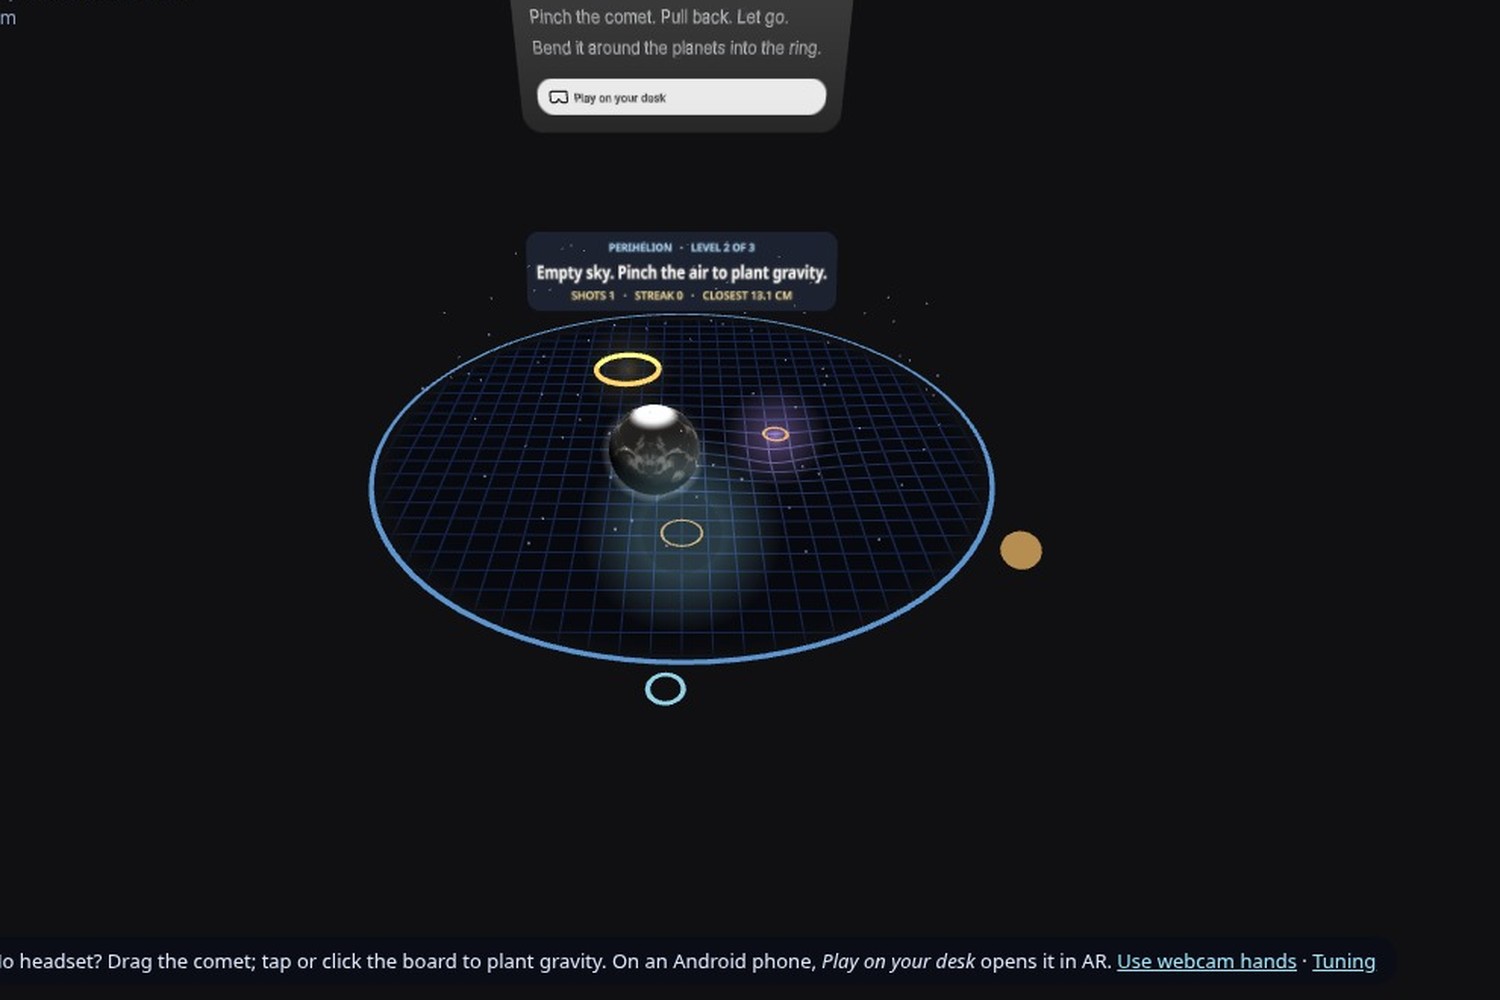 m
Pinch the comet. Pull back. Let go.
Bend it around the planets into the ring.
Play on your desk
PERIHELION · LEVEL 2 OF 3
Empty sky. Pinch the air to plant gravity.
SHOTS 1 · STREAK 0 · CLOSEST 13.1 CM
lo headset? Drag the comet; tap or click the board to plant gravity. On an Android phone, Play on your desk opens it in AR. Use webcam hands · Tuning